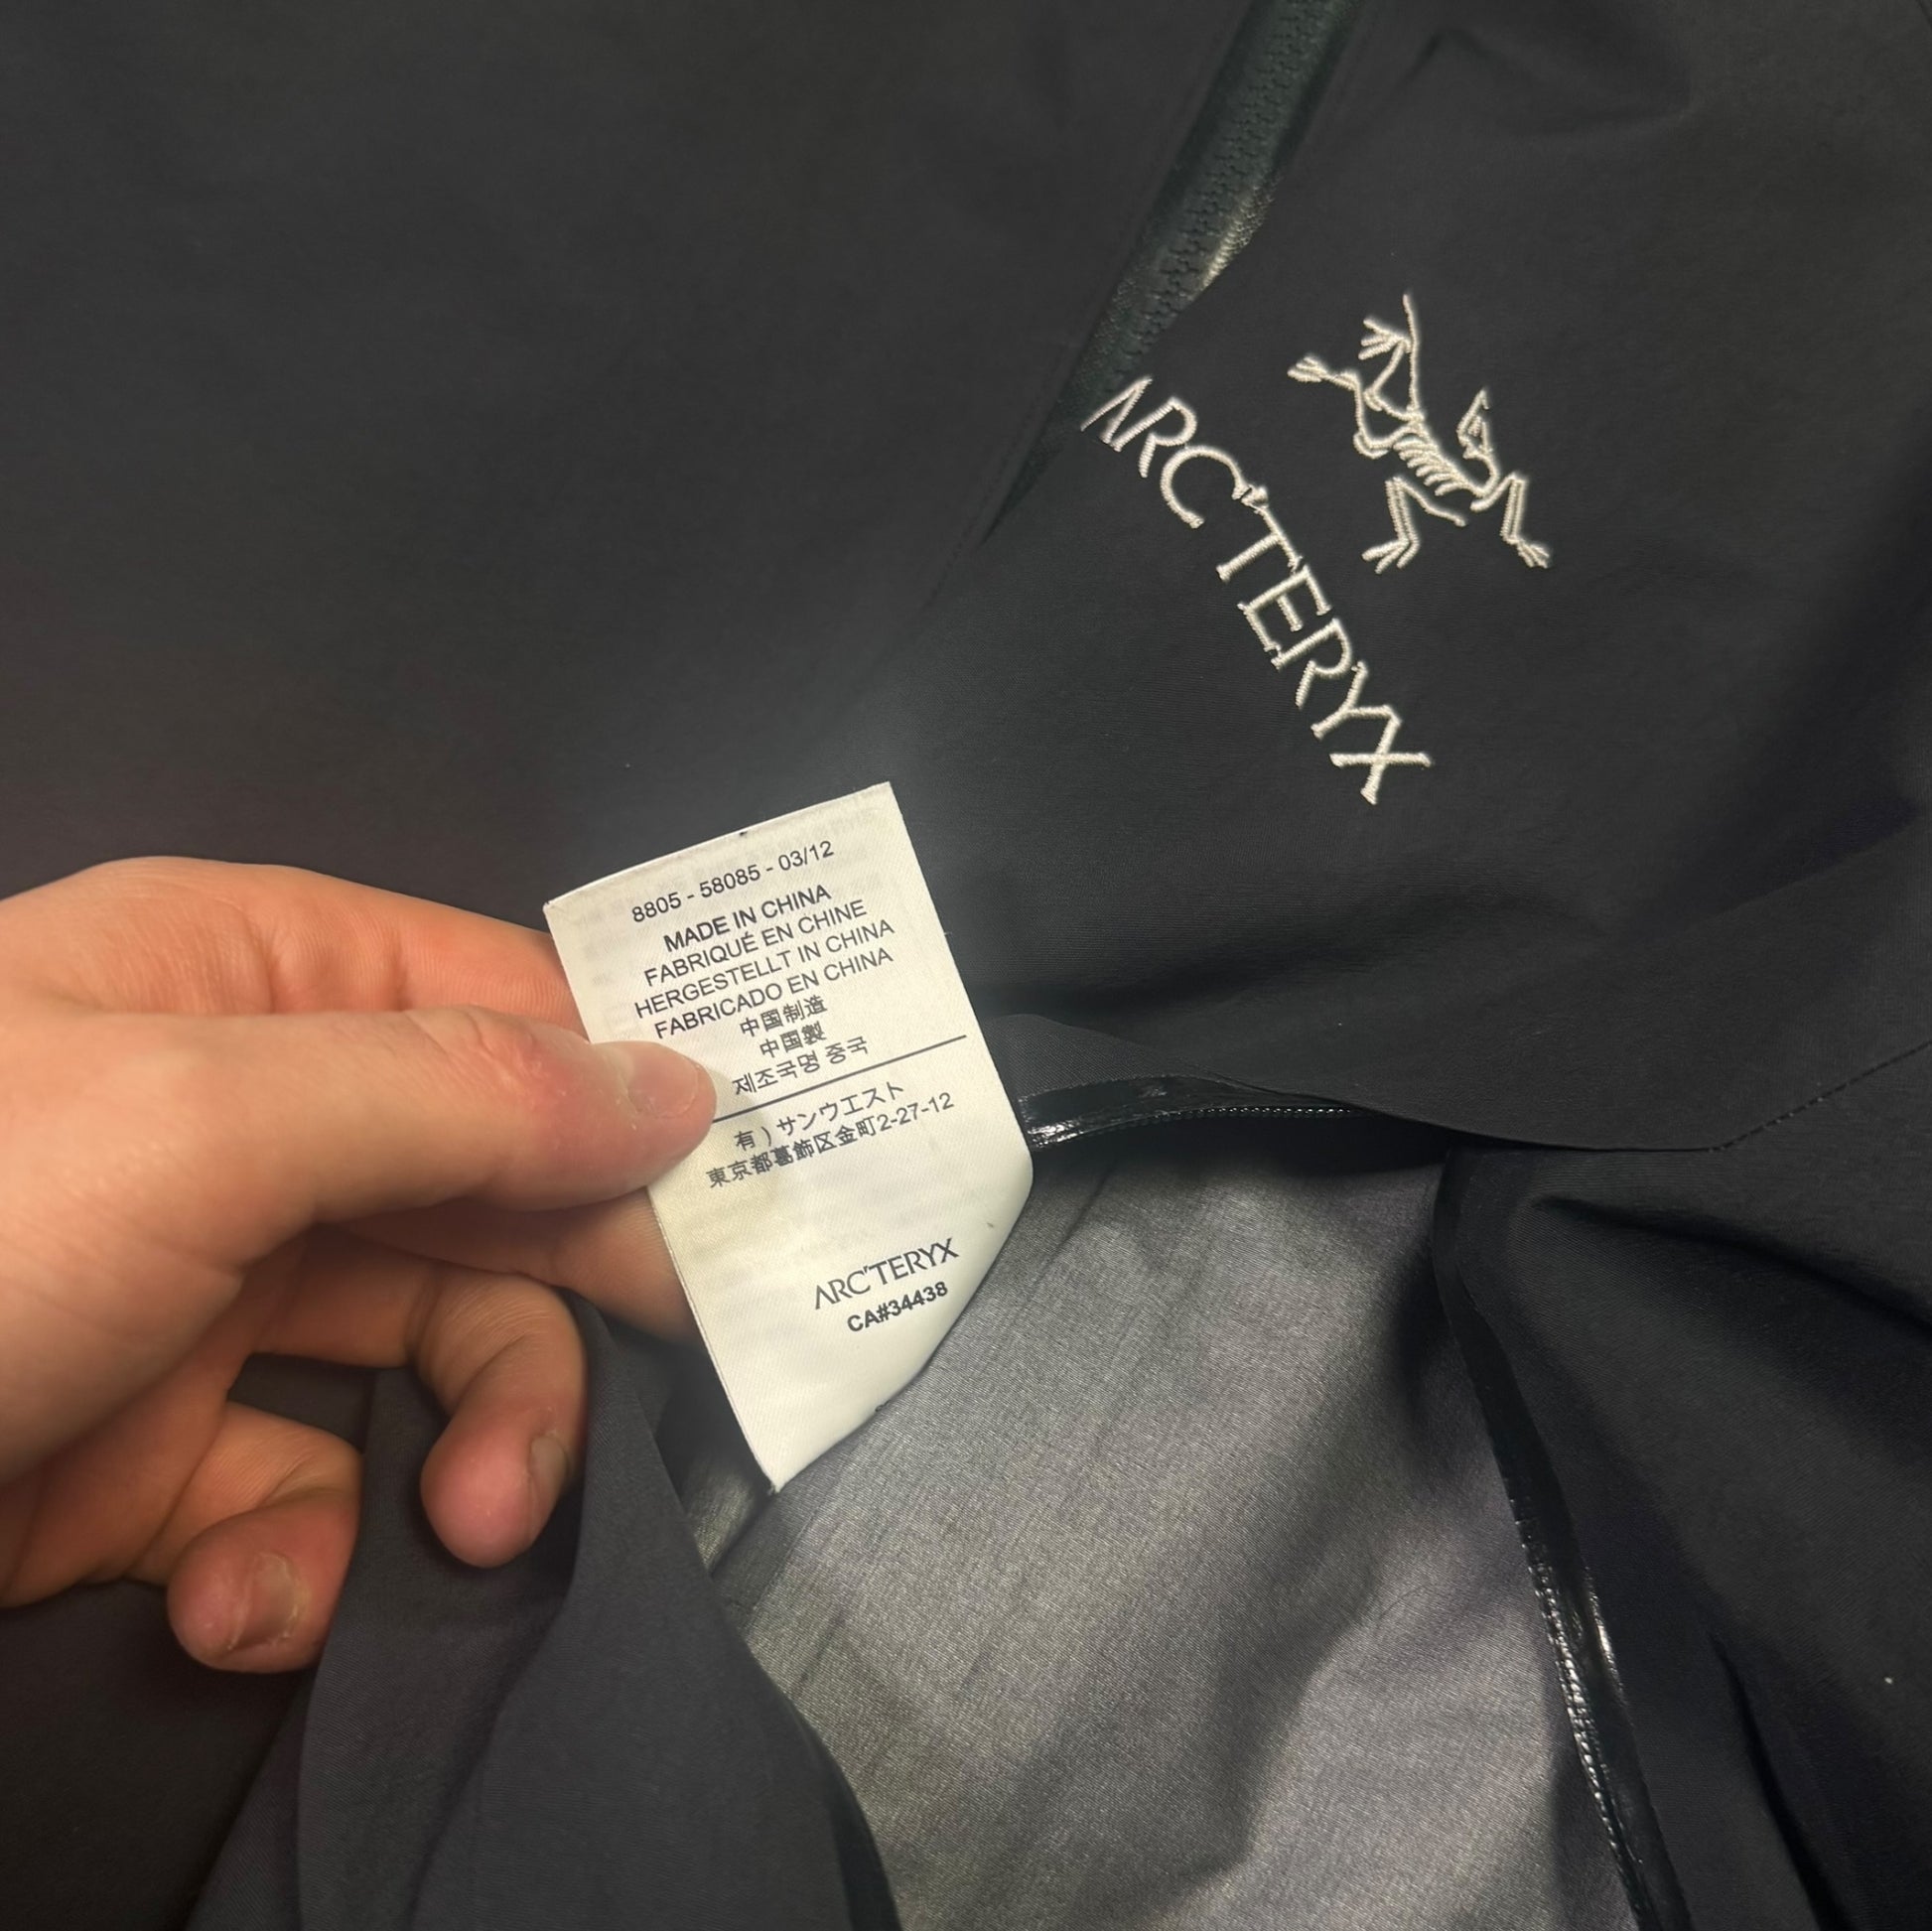 ARC'TERYX
8805 - 58085 - 03/12
MADE IN CHINA
FABRIQUÉ EN CHINE
HERGESTELLT IN CHINA
FABRICADO EN CHINA
中国制造
中国製
제조국명 중국
有）サンウエスト
東京都葛飾区金町2-27-12
ARC'TERYX
CA#34438